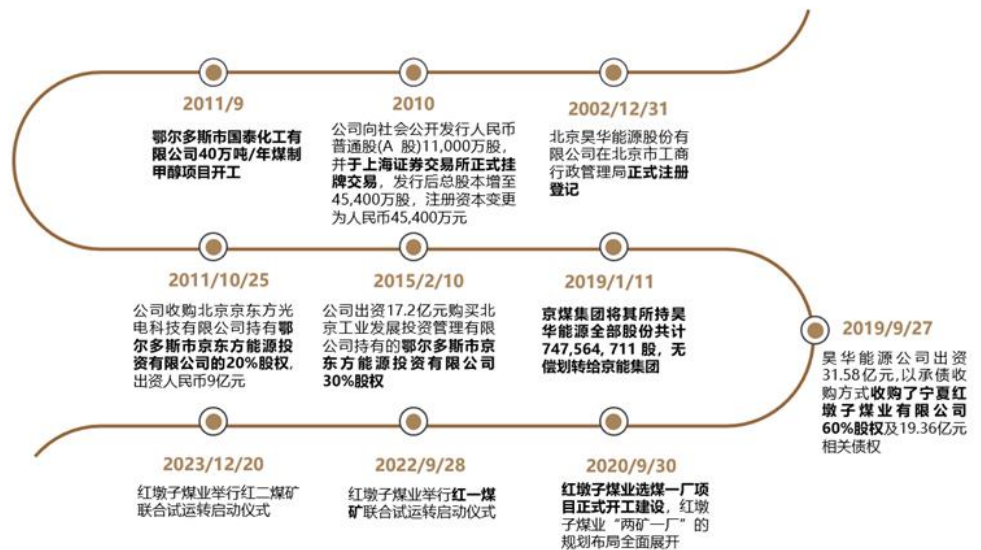 2011/9
鄂尔多斯市国泰化工有
限公司40万吨/年煤制
甲醇项目开工
2010
公司向社会公开发行人民币
普通股(A 股)11,000万股，
并于上海证券交易所正式挂
牌交易，发行后总股本增至
45,400万股，注册资本变更
为人民币45,400万元
2002/12/31
北京昊华能源股份有
限公司在北京市工商
行政管理局正式注册
登记
2011/10/25
公司收购北京京东方光
电科技有限公司持有鄂
尔多斯市京东方能源投
资有限公司的20%股权,
出资人民币9亿元
2015/2/10
公司出资17.2亿元购买北
京工业发展投资管理有限
公司持有的鄂尔多斯市京
东方能源投资有限公司
30%股权
2019/1/11
京煤集团将其所持昊
华能源全部股份共计
747,564, 711 股，无
偿划转给京能集团
2019/9/27
昊华能源公司出资
31.58亿元,以承债收
购方式收购了宁夏红
墩子煤业有限公司
60%股权及19.36亿元
相关债权
2023/12/20
红墩子煤业举行红二煤矿
联合试运转启动仪式
2022/9/28
红墩子煤业举行红一煤
矿联合试运转启动仪式
2020/9/30
红墩子煤业选煤一厂项
目正式开工建设，红墩
子煤业“两矿一厂”的
规划布局全面展开